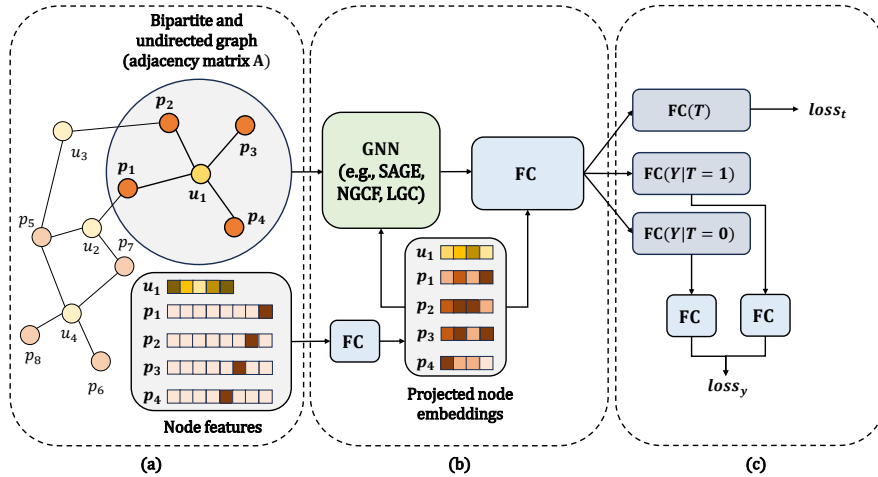 Bipartite and
undirected graph
(adjacency matrix A)
p₂
p₃
u₃
p₁
u₁
p₄
p₅
u₂
p₇
u₄
p₈
p₆
u₁
p₁
p₂
p₃
p₄
Node features
(a)
GNN
(e.g., SAGE,
NGCF, LGC)
FC
FC
u₁
p₁
p₂
p₃
p₄
Projected node
embeddings
(b)
FC(T)
lossₜ
FC(Y|T = 1)
FC(Y|T = 0)
FC
FC
loss_y
(c)